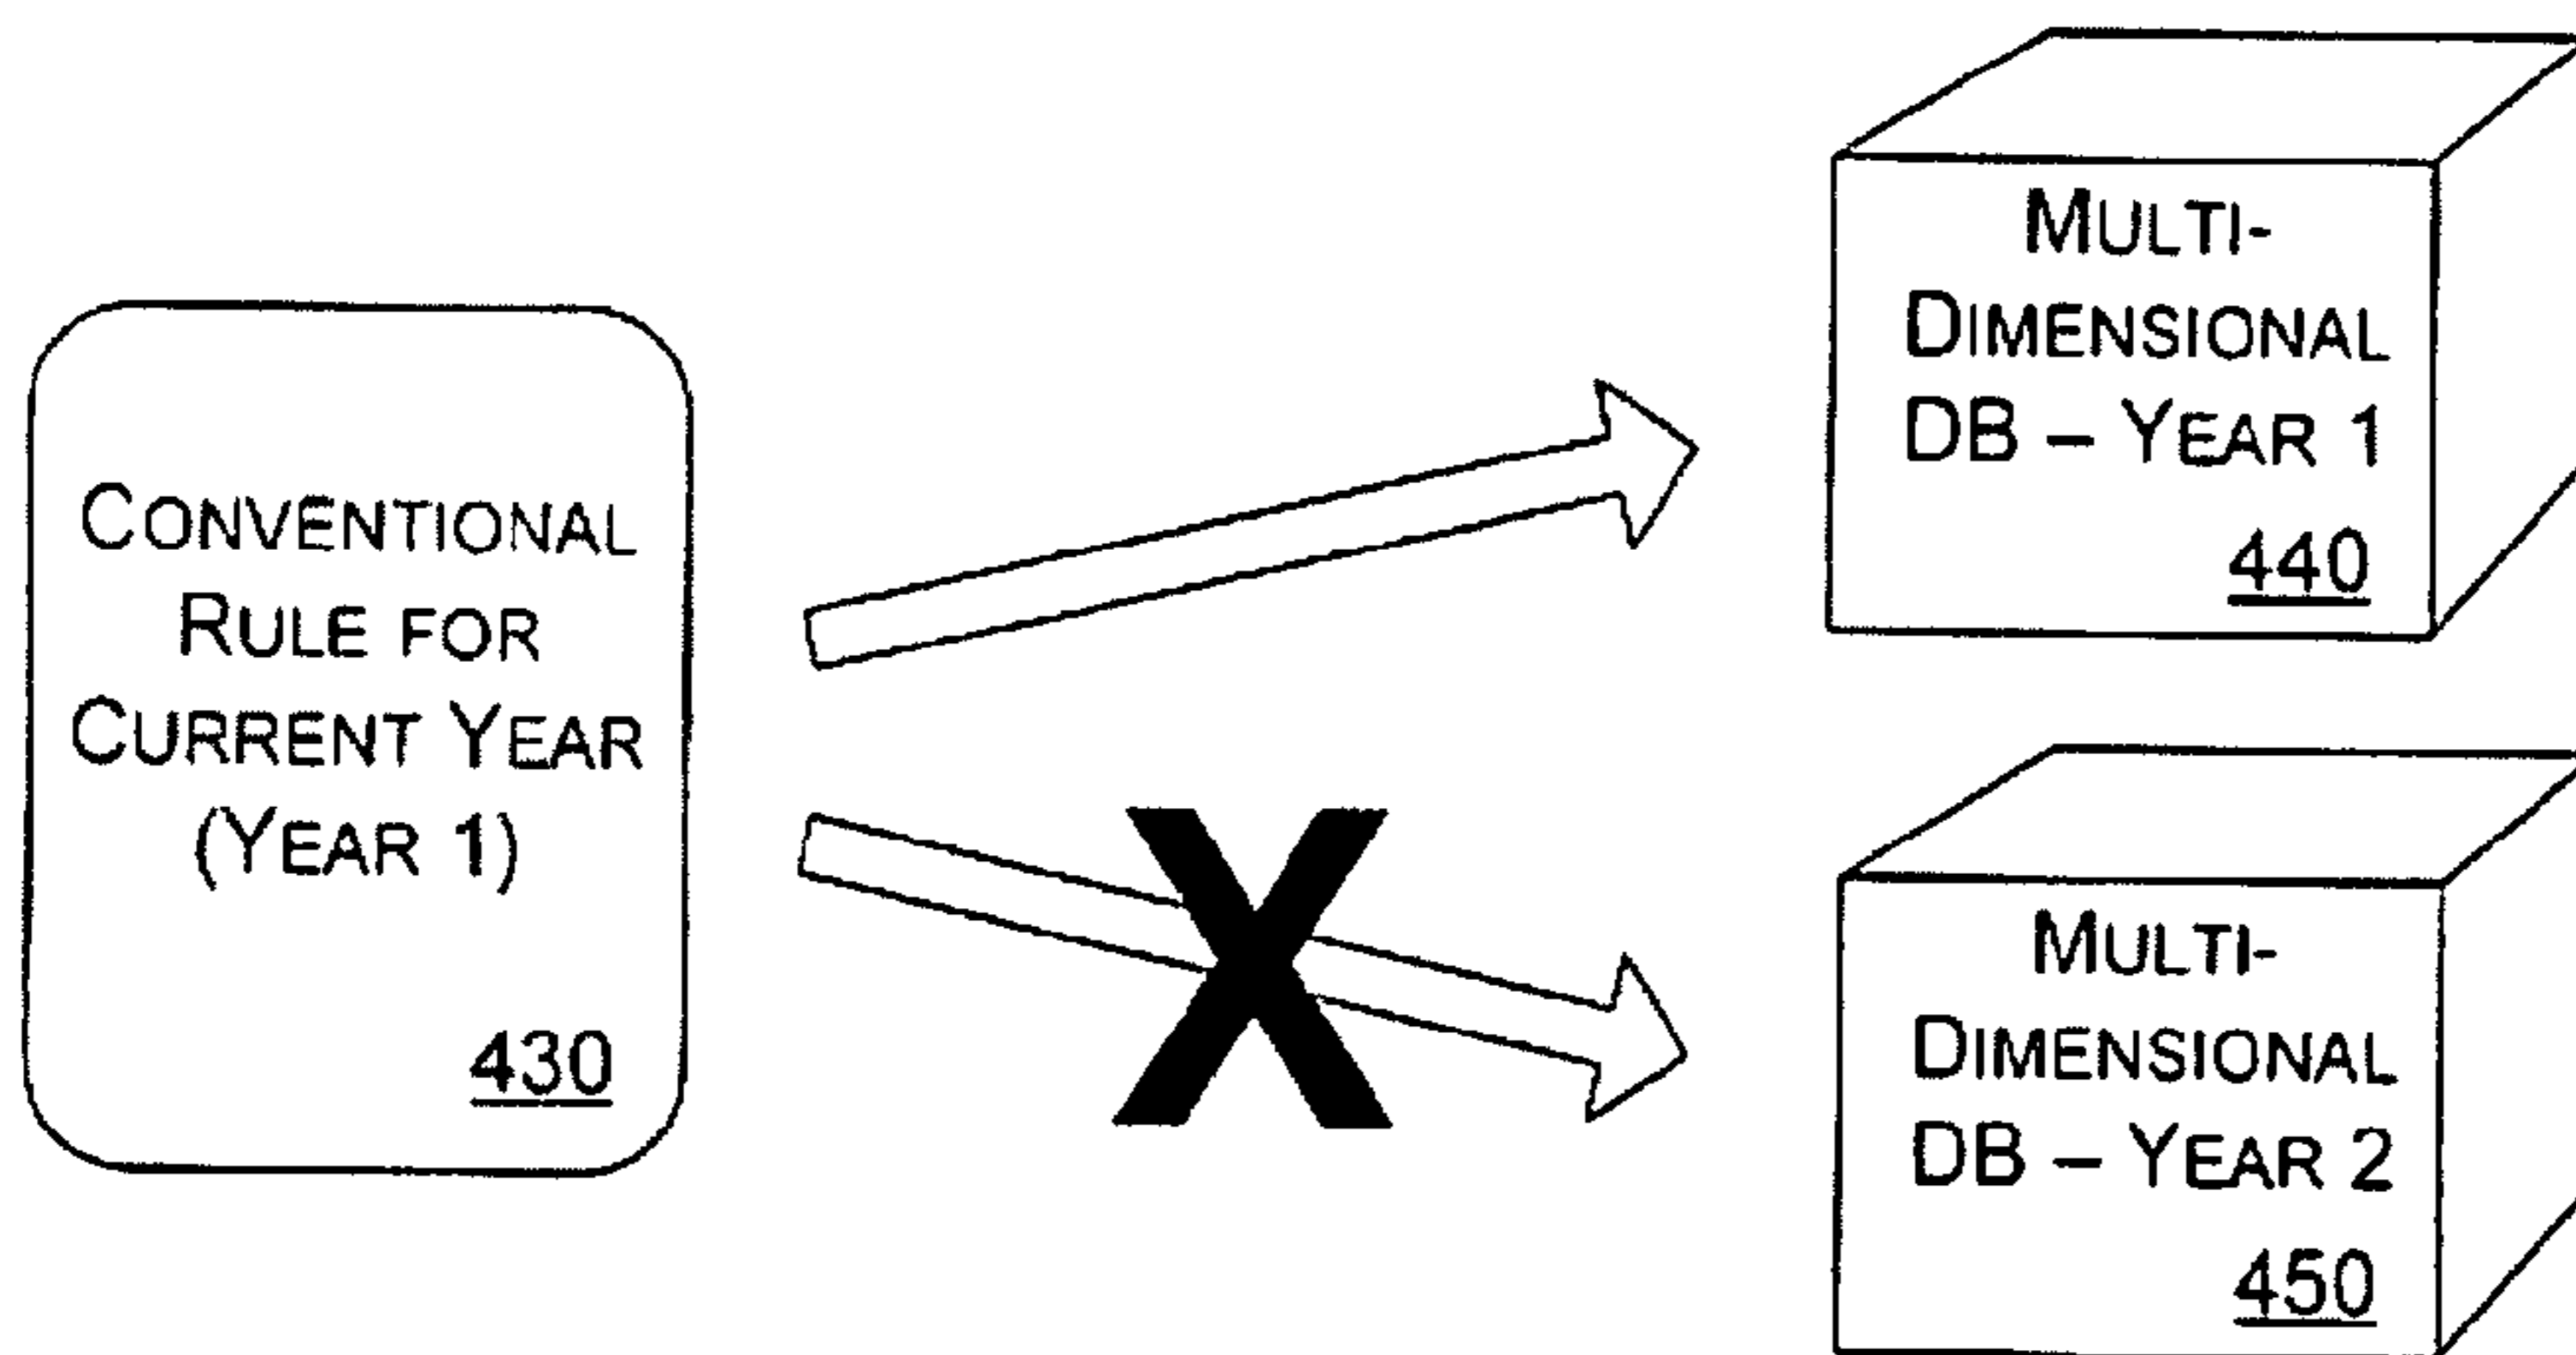 CONVENTIONAL
RULE FOR
CURRENT YEAR
(YEAR 1)
430
MULTI-
DIMENSIONAL
DB – YEAR 1
440
MULTI-
DIMENSIONAL
DB – YEAR 2
450